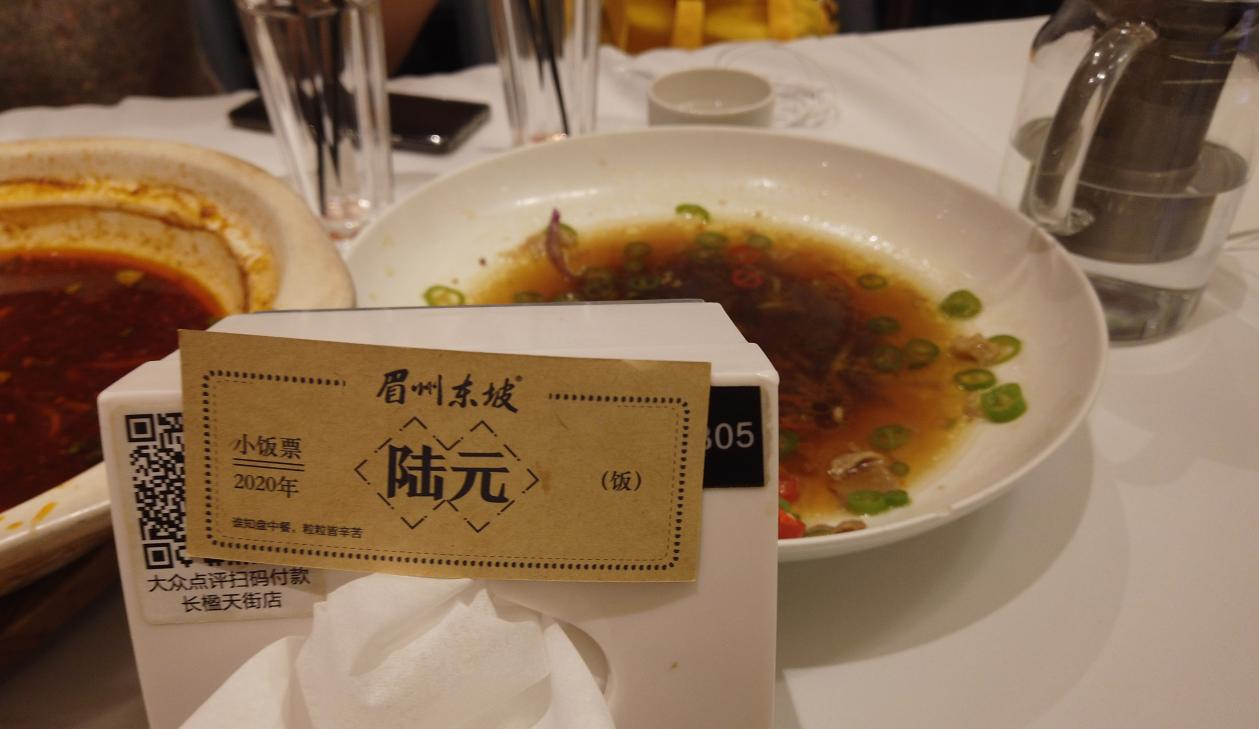 眉州东坡®
小饭票
2020年
陆元
(饭)
谁知盘中餐，粒粒皆辛苦
305
大众点评扫码付款
长楹天街店